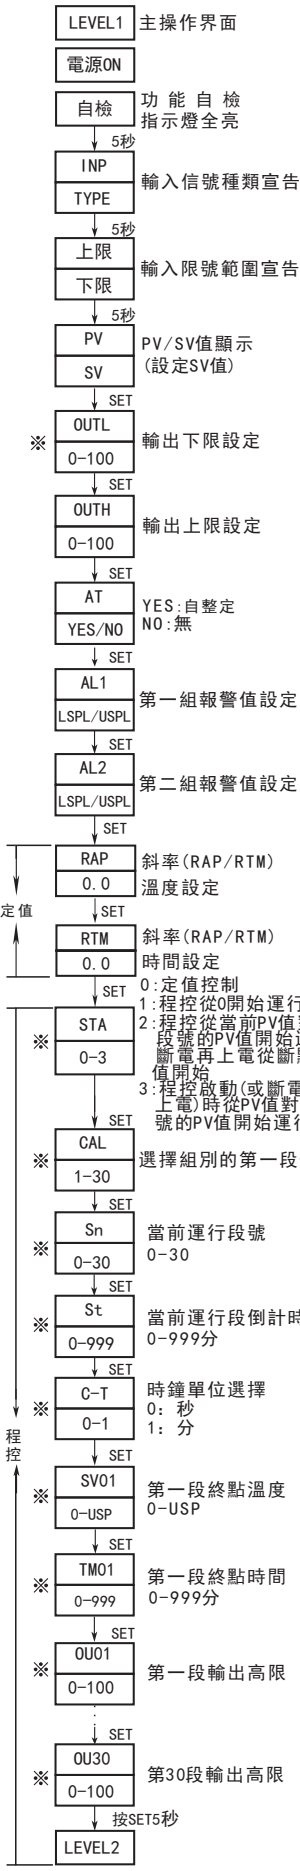 LEVEL1 主操作界面
電源ON
自檢 功能自檢
指示燈全亮
5秒
INP
TYPE
輸入信號種類宣告
5秒
上限
下限
輸入限號範圍宣告
5秒
PV
SV
PV/SV值顯示
(設定SV值)
SET
※
OUTL
0-100
輸出下限設定
SET
OUTH
0-100
輸出上限設定
SET
AT
YES/NO
YES:自整定
NO:無
SET
AL1
LSPL/USPL
第一組報警值設定
SET
AL2
LSPL/USPL
第二組報警值設定
SET
定值
RAP
0.0
斜率(RAP/RTM)
溫度設定
SET
RTM
0.0
斜率(RAP/RTM)
時間設定
SET
※
STA
0-3
0:定值控制
1:程控從0開始運行
2:程控從當前PV值
段號的PV值開始
斷電再上電從斷
值開始
3:程控啟動(或斷電
上電)時從PV值對
號的PV值開始運
SET
※
CAL
1-30
選擇組別的第一段
SET
※
Sn
0-30
當前運行段號
0-30
SET
※
St
0-999
當前運行段倒計時
0-999分
SET
※
C-T
0-1
時鐘單位選擇
0: 秒
1: 分
程控
SET
※
SV01
0-USP
第一段終點溫度
0-USP
SET
※
TM01
0-999
第一段終點時間
0-999分
SET
※
OU01
0-100
第一段輸出高限
SET
※
OU30
0-100
第30段輸出高限
按SET5秒
LEVEL2